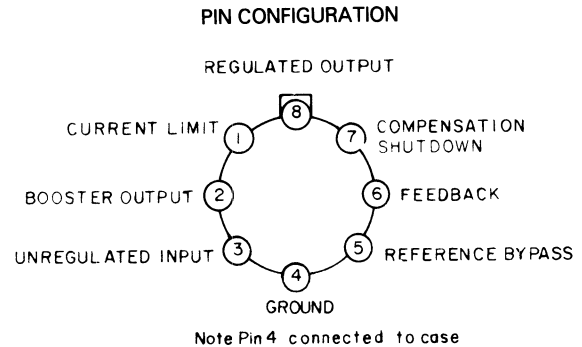 PIN CONFIGURATION
REGULATED OUTPUT
8
CURRENT LIMIT 1
7 COMPENSATION
SHUTDOWN
BOOSTER OUTPUT 2
6 FEEDBACK
UNREGULATED INPUT 3
5 REFERENCE BYPASS
4
GROUND
Note Pin 4 connected to case